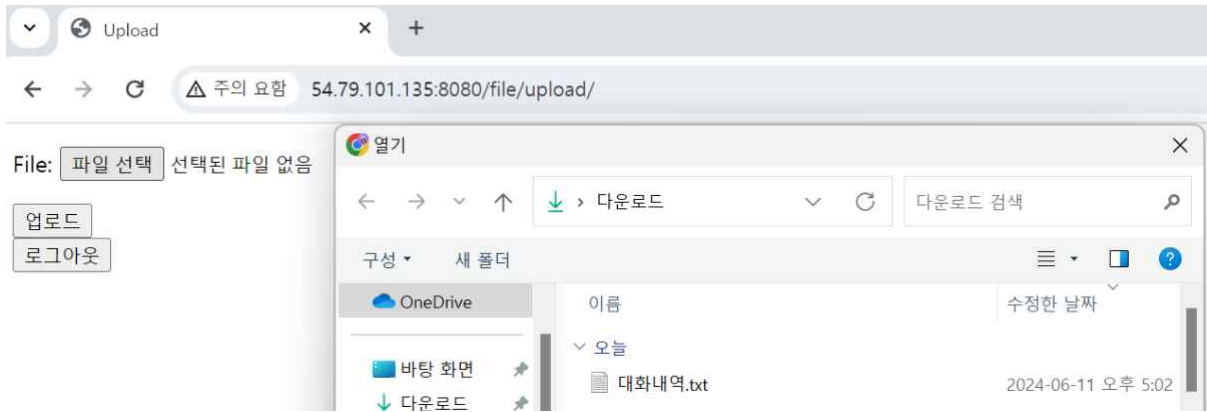 Upload
주의 요함 54.79.101.135:8080/file/upload/
File: 파일 선택 선택된 파일 없음
업로드
로그아웃
열기
다운로드
다운로드 검색
구성 새 폴더
OneDrive
이름 수정한 날짜
오늘
바탕 화면
대화내역.txt 2024-06-11 오후 5:02
다운로드